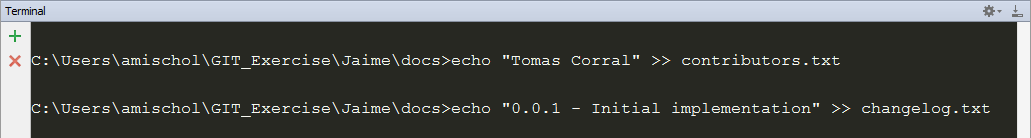 Terminal
C:\Users\amischol\GIT_Exercise\Jaime\docs>echo "Tomas Corral" >> contributors.txt
C:\Users\amischol\GIT_Exercise\Jaime\docs>echo "0.0.1 - Initial implementation" >> changelog.txt